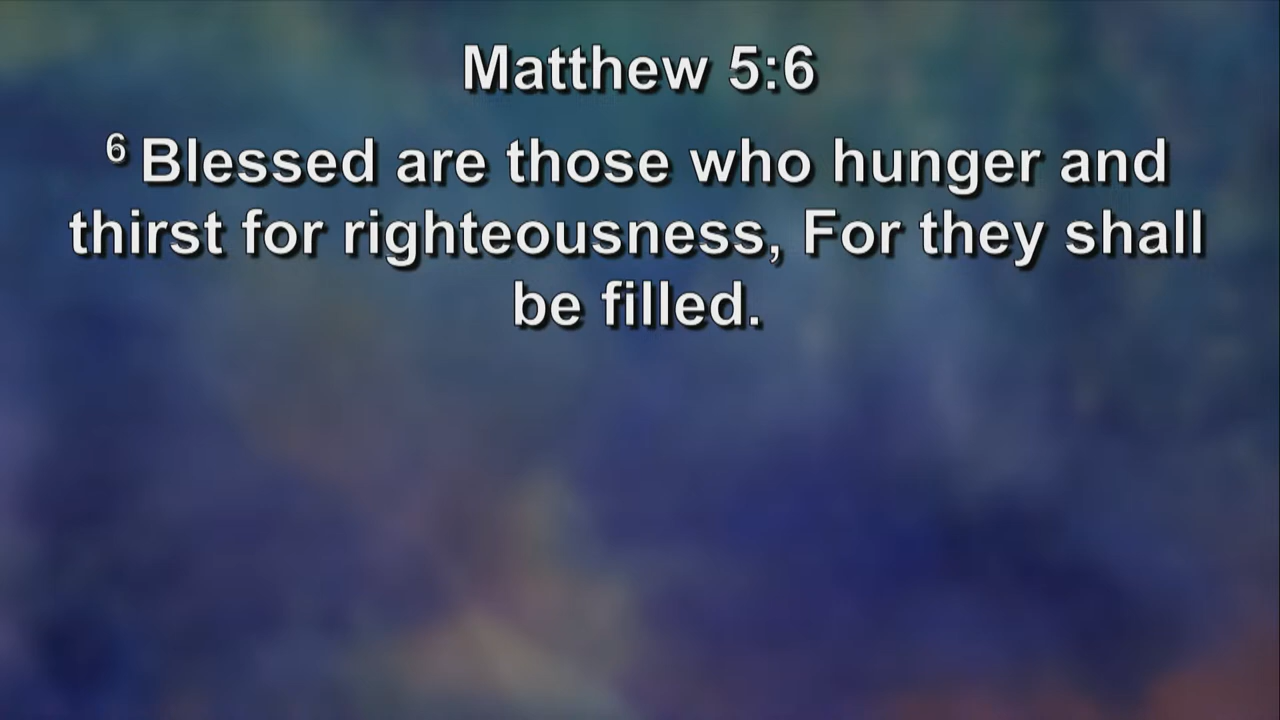 Matthew 5:6
6 Blessed are those who hunger and
thirst for righteousness, For they shall
be filled.